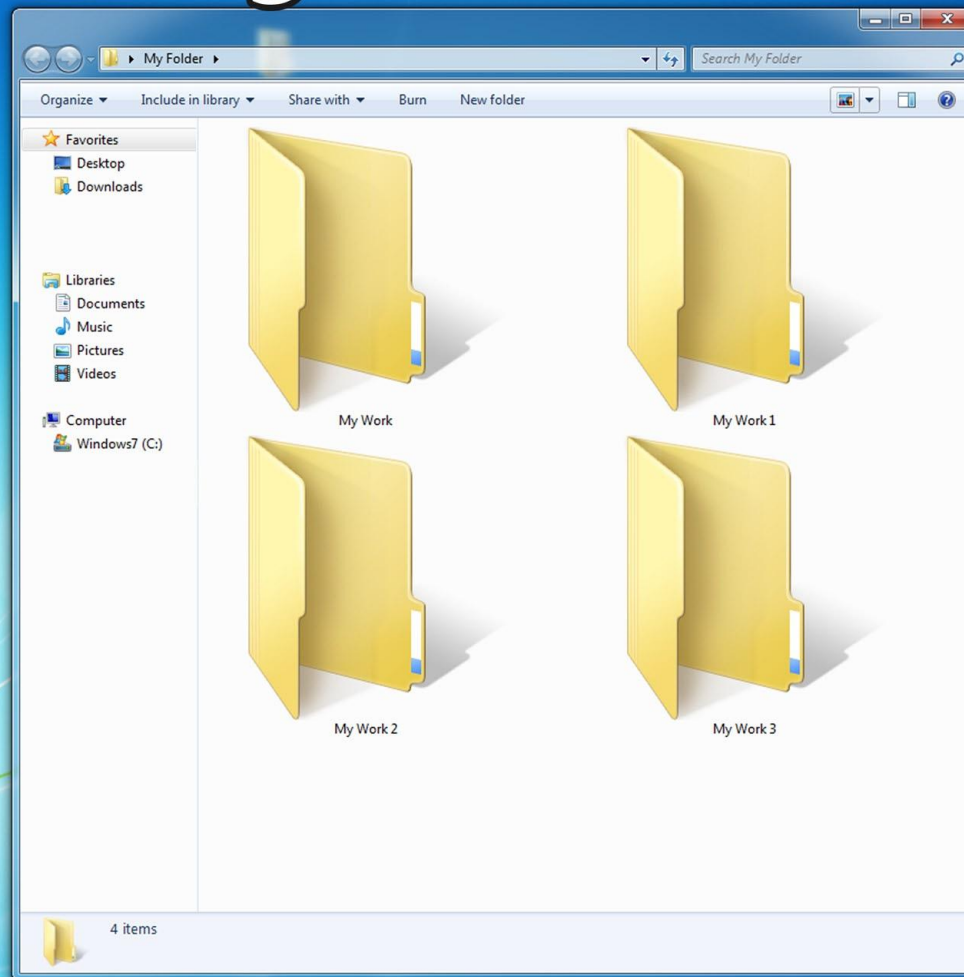 My Folder
Search My Folder
Organize Include in library Share with Burn New folder
Favorites
Desktop
Downloads
Libraries
Documents
Music
Pictures
Videos
Computer
Windows7 (C:)
My Work My Work 1
My Work 2 My Work 3
4 items